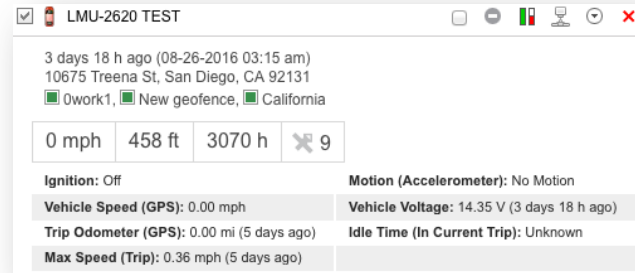 LMU-2620 TEST
3 days 18 h ago (08-26-2016 03:15 am)
10675 Treena St, San Diego, CA 92131
0work1, New geofence, California
0 mph 458 ft 3070 h 9
Ignition: Off Motion (Accelerometer): No Motion
Vehicle Speed (GPS): 0.00 mph Vehicle Voltage: 14.35 V (3 days 18 h ago)
Trip Odometer (GPS): 0.00 mi (5 days ago) Idle Time (In Current Trip): Unknown
Max Speed (Trip): 0.36 mph (5 days ago)